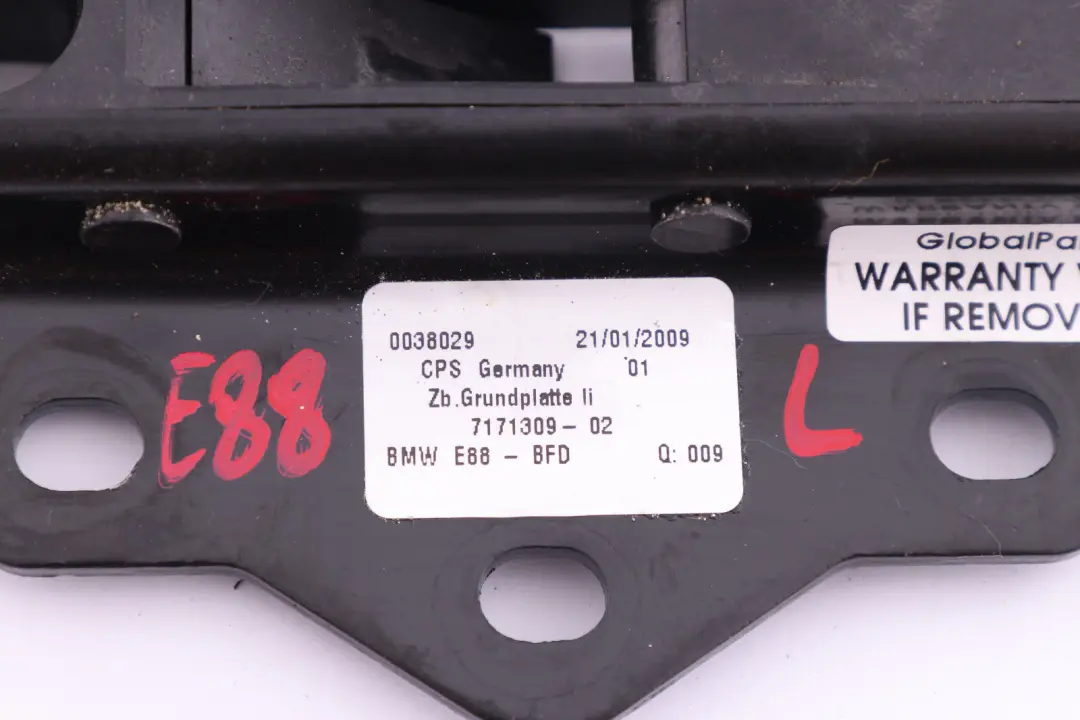 GlobalPa
WARRANTY
IF REMOV
0038029 21/01/2009
CPS Germany 01
Zb.Grundplatte li
7171309- 02
BMW E88 - BFD Q: 009
E88
L